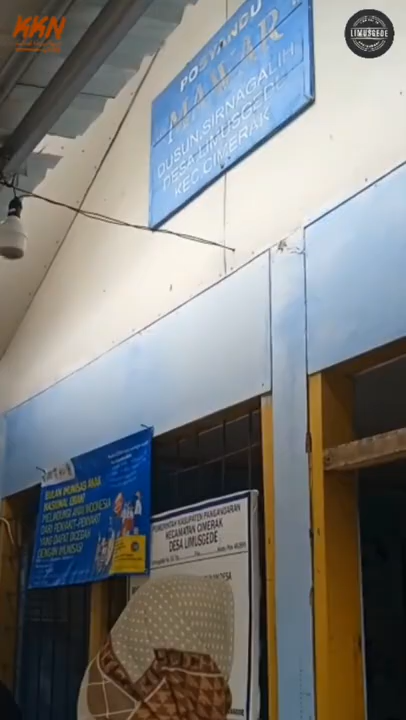 KKN
LIMUSGEDE
POSYANDU
MAWAR
DUSUN.SIRNAGALIH
DESA.LIMUSGEDE
KEC.CIMERAK
BULAN IMUNISASI ANAK
NASIONAL (BIAN)
MELINDUNGI ANAK INDONESIA
DARI PENYAKIT-PENYAKIT
YANG DAPAT DICEGAH
DENGAN IMUNISASI
PEMERINTAH KABUPATEN PANGANDARAN
KECAMATAN CIMERAK
DESA LIMUSGEDE